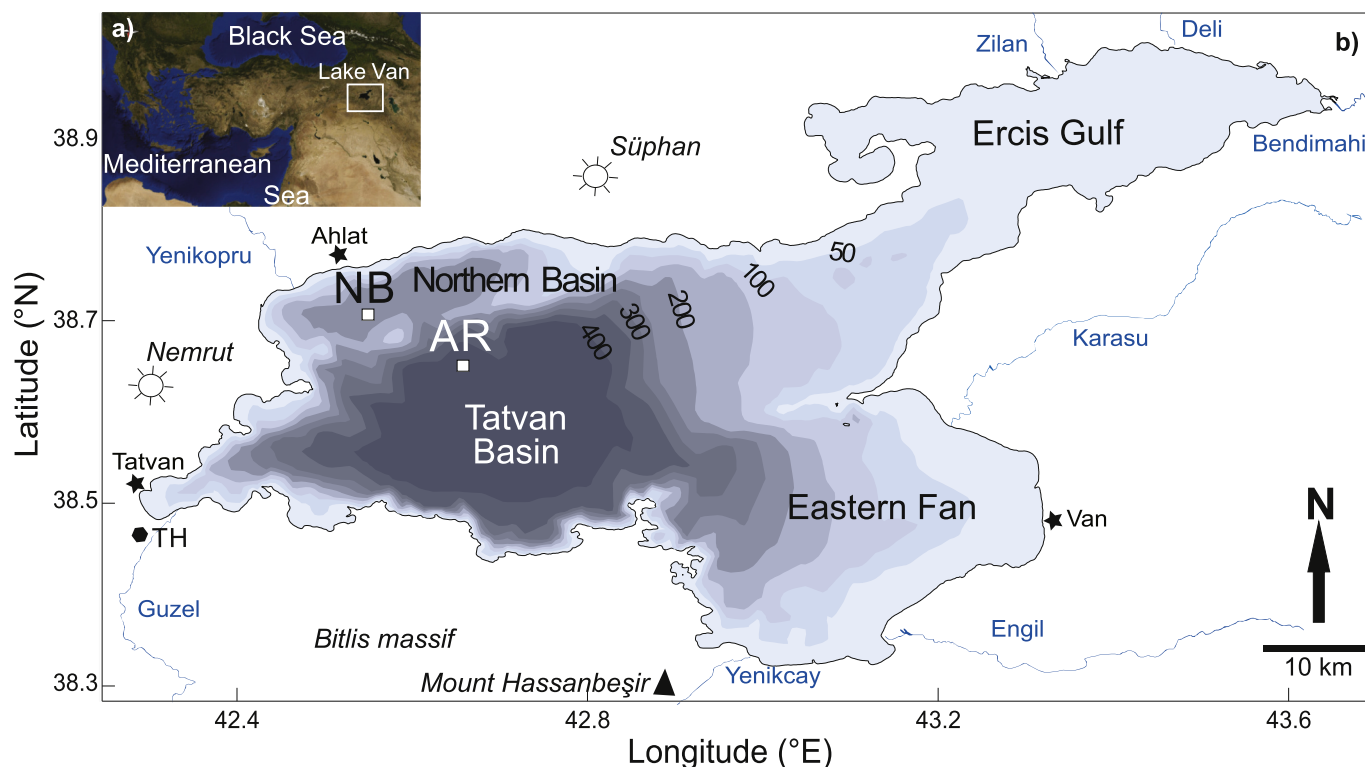 a)
Black Sea
Lake Van
Mediterranean
Sea
b)
Zilan
Deli
Bendimahi
Ercis Gulf
Süphan
38.9
Yenikopru
Ahlat
50
100
200
300
400
Northern Basin
NB
AR
38.7
Karasu
Nemrut
Latitude (°N)
Tatvan
Basin
Tatvan
38.5
Eastern Fan
Van
N
TH
Guzel
Bitlis massif
Engil
10 km
Mount Hassanbeşir
Yenikcay
38.3
42.4
42.8
43.2
43.6
Longitude (°E)